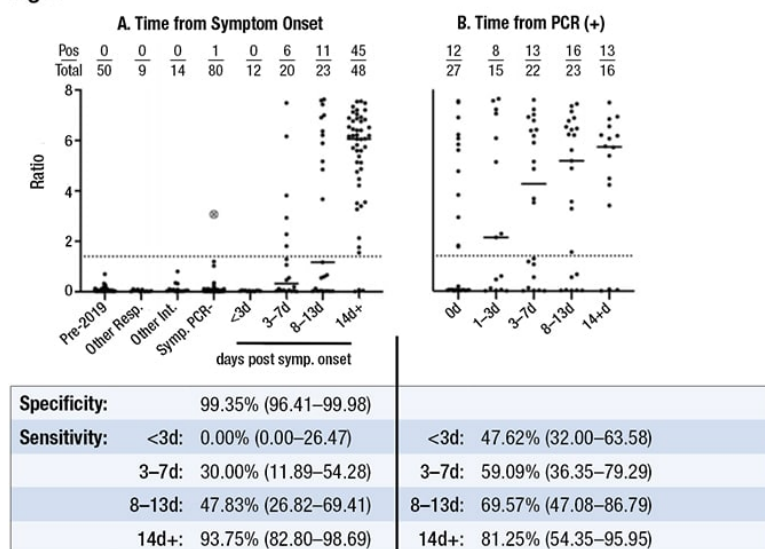 A. Time from Symptom Onset
Pos 0 0 0 1 0 6 11 45
Total 50 9 14 80 12 20 23 48
8
6
4
2
0
Ratio
Pre-2019 Other Resp. Other Int. Symp. PCR- <3d 3–7d 8–13d 14d+
days post symp. onset
B. Time from PCR (+)
12 8 13 16 13
27 15 22 23 16
0d 1–3d 3–7d 8–13d 14+d
Specificity: 99.35% (96.41–99.98)
Sensitivity: <3d: 0.00% (0.00–26.47) <3d: 47.62% (32.00–63.58)
3–7d: 30.00% (11.89–54.28) 3–7d: 59.09% (36.35–79.29)
8–13d: 47.83% (26.82–69.41) 8–13d: 69.57% (47.08–86.79)
14d+: 93.75% (82.80–98.69) 14d+: 81.25% (54.35–95.95)